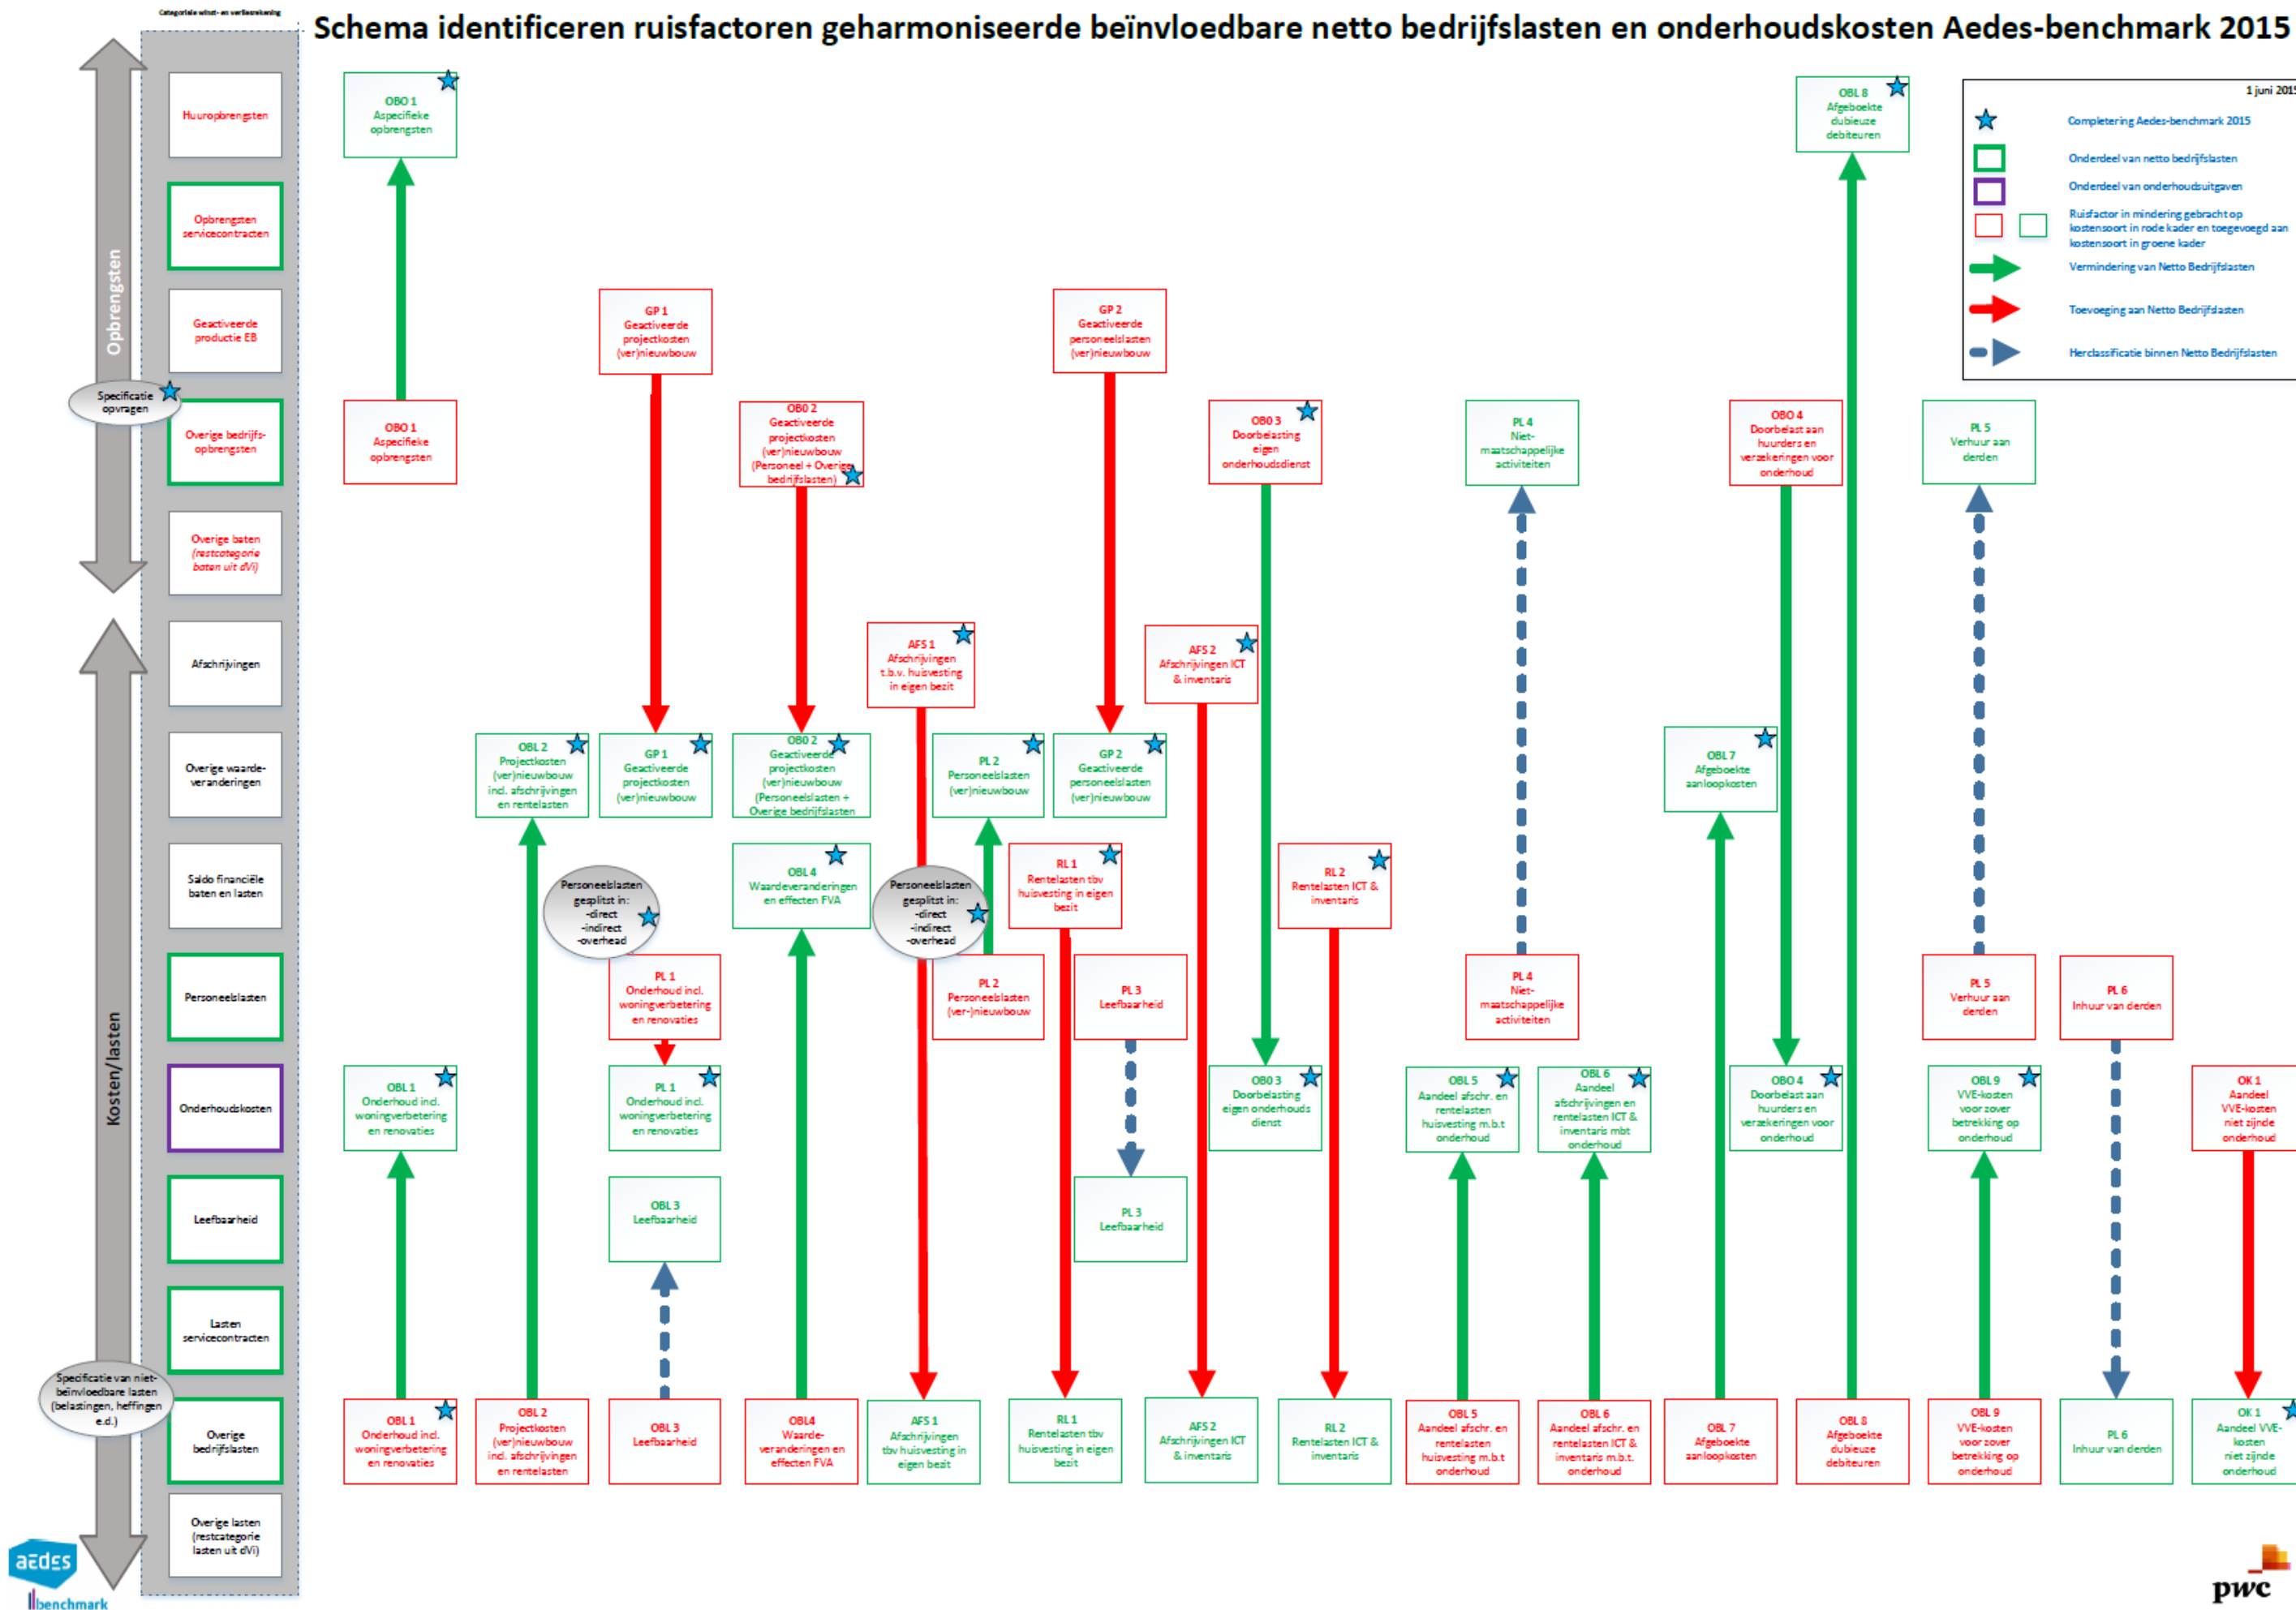 Categoriale winst- en verliesrekening
Schema identificeren ruisfactoren geharmoniseerde beïnvloedbare netto bedrijfslasten en onderhoudskosten Aedes-benchmark 2015
1 juni 2015
Completering Aedes-benchmark 2015
Onderdeel van netto bedrijfslasten
Onderdeel van onderhoudsuitgaven
Ruisfactor in mindering gebracht op
kostensoort in rode kader en toegevoegd aan
kostensoort in groene kader
Vermindering van Netto Bedrijfslasten
Toevoeging aan Netto Bedrijfslasten
Herclassificatie binnen Netto Bedrijfslasten
Opbrengsten
Specificatie
opvragen
Kosten/lasten
Specificatie van niet-
beïnvloedbare lasten
(belastingen, heffingen
e.d.)
Huuropbrengsten
Opbrengsten
servicecontracten
Geactiveerde
productie EB
Overige bedrijfs-
opbrengsten
Overige baten
(restcategorie
baten uit dVi)
Afschrijvingen
Overige waarde-
veranderingen
Saldo financiële
baten en lasten
Personeelslasten
Onderhoudskosten
Leefbaarheid
Lasten
servicecontracten
Overige
bedrijfslasten
Overige lasten
(restcategorie
lasten uit dVi)
OBO 1
Aspecifieke
opbrengsten
OBL 8
Afgeboekte
dubieuze
debiteuren
GP 1
Geactiveerde
projectkosten
(ver)nieuwbouw
GP 2
Geactiveerde
personeelslasten
(ver)nieuwbouw
OBO 1
Aspecifieke
opbrengsten
OBO 2
Geactiveerde
projectkosten
(ver)nieuwbouw
(Personeel + Overige
bedrijfslasten)
OBO 3
Doorbelasting
eigen
onderhoudsdienst
PL 4
Niet-
maatschappelijke
activiteiten
OBO 4
Doorbelast aan
huurders en
verzekeringen voor
onderhoud
PL 5
Verhuur aan
derden
AFS 1
Afschrijvingen
t.b.v. huisvesting
in eigen bezit
AFS 2
Afschrijvingen ICT
& inventaris
OBL 2
Projectkosten
(ver)nieuwbouw
incl. afschrijvingen
en rentelasten
GP 1
Geactiveerde
projectkosten
(ver)nieuwbouw
OBO 2
Geactiveerde
projectkosten
(ver)nieuwbouw
(Personeelslasten +
Overige bedrijfslasten
PL 2
Personeelslasten
(ver)nieuwbouw
GP 2
Geactiveerde
personeelslasten
(ver)nieuwbouw
OBL 7
Afgeboekte
aanloopkosten
Personeelslasten
gesplitst in:
-direct
-indirect
-overhead
OBL 4
Waardeveranderingen
en effecten FVA
Personeelslasten
gesplitst in:
-direct
-indirect
-overhead
RL 1
Rentelasten tbv
huisvesting in eigen
bezit
RL 2
Rentelasten ICT &
inventaris
PL 1
Onderhoud incl.
woningverbetering
en renovaties
PL 2
Personeelslasten
(ver-)nieuwbouw
PL 3
Leefbaarheid
PL 4
Niet-
maatschappelijke
activiteiten
PL 5
Verhuur aan
derden
PL 6
Inhuur van derden
OBL 1
Onderhoud incl.
woningverbetering
en renovaties
PL 1
Onderhoud incl.
woningverbetering
en renovaties
OBO 3
Doorbelasting
eigen onderhouds
dienst
OBL 5
Aandeel afschr. en
rentelasten
huisvesting m.b.t
onderhoud
OBL 6
Aandeel
afschrijvingen en
rentelasten ICT &
inventaris mbt
onderhoud
OBO 4
Doorbelast aan
huurders en
verzekeringen voor
onderhoud
OBL 9
VVE-kosten
voor zover
betrekking op
onderhoud
OK 1
Aandeel
VVE-kosten
niet zijnde
onderhoud
OBL 3
Leefbaarheid
PL 3
Leefbaarheid
OBL 1
Onderhoud incl.
woningverbetering
en renovaties
OBL 2
Projectkosten
(ver)nieuwbouw
incl. afschrijvingen
en rentelasten
OBL 3
Leefbaarheid
OBL4
Waarde-
veranderingen en
effecten FVA
AFS 1
Afschrijvingen
tbv huisvesting in
eigen bezit
RL 1
Rentelasten tbv
huisvesting in eigen
bezit
AFS 2
Afschrijvingen ICT
& inventaris
RL 2
Rentelasten ICT &
inventaris
OBL 5
Aandeel afschr. en
rentelasten
huisvesting m.b.t
onderhoud
OBL 6
Aandeel afschr. en
rentelasten ICT &
inventaris m.b.t.
onderhoud
OBL 7
Afgeboekte
aanloopkosten
OBL 8
Afgeboekte
dubieuze
debiteuren
OBL 9
VVE-kosten
voor zover
betrekking op
onderhoud
PL 6
Inhuur van derden
OK 1
Aandeel VVE-
kosten
niet zijnde
onderhoud
aedes
benchmark
pwc